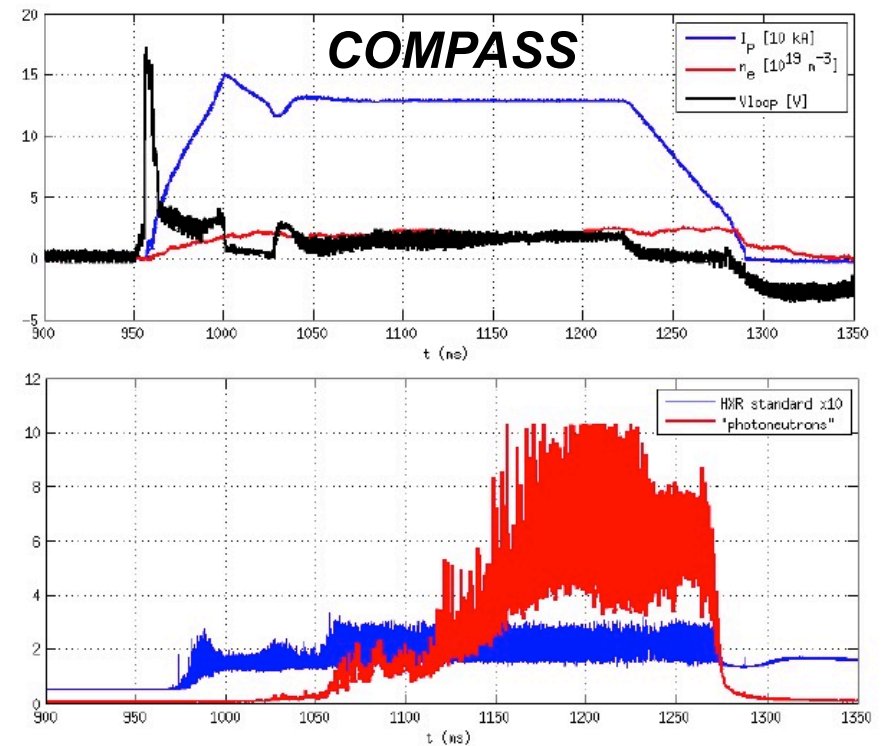 COMPASS
I_p [10 kA]
n_e [10^19 m^-3]
Vloop [V]
20
15
10
5
0
-5
900 950 1000 1050 1100 1150 1200 1250 1300 1350
t (ms)
HXR standard x10
"photoneutrons"
12
10
8
6
4
2
0
900 950 1000 1050 1100 1150 1200 1250 1300 1350
t (ms)